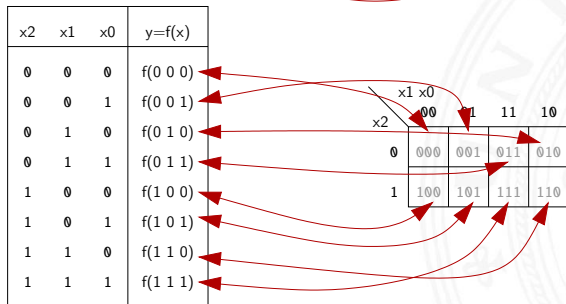 x2 x1 x0 y=f(x)
0 0 0 f(0 0 0)
0 0 1 f(0 0 1)
0 1 0 f(0 1 0)
0 1 1 f(0 1 1)
1 0 0 f(1 0 0)
1 0 1 f(1 0 1)
1 1 0 f(1 1 0)
1 1 1 f(1 1 1)
x1 x0
x2 00 01 11 10
0 000 001 011 010
1 100 101 111 110